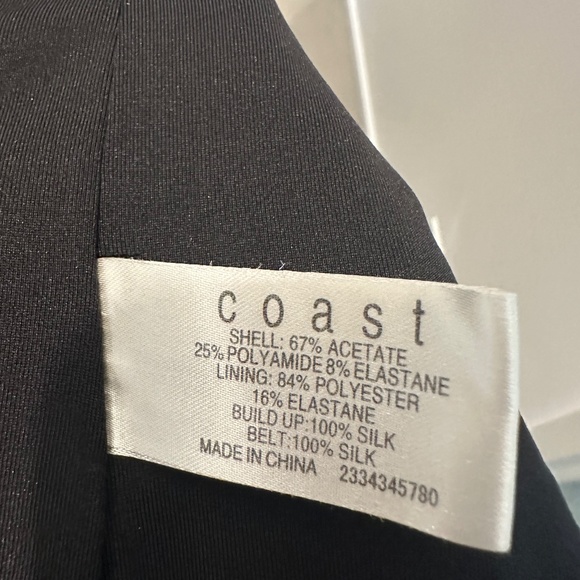 coast
SHELL: 67% ACETATE
25% POLYAMIDE 8% ELASTANE
LINING: 84% POLYESTER
16% ELASTANE
BUILD UP:100% SILK
BELT:100% SILK
MADE IN CHINA 2334345780